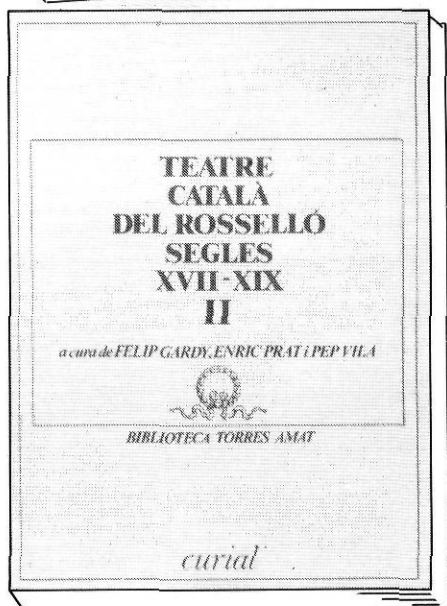 TEATRE
CATALÀ
DEL ROSSELLÓ
SEGLES
XVII-XIX
II
a cura de FELIP GARDY, ENRIC PRAT i PEP VILA
BIBLIOTECA TORRES AMAT
curial